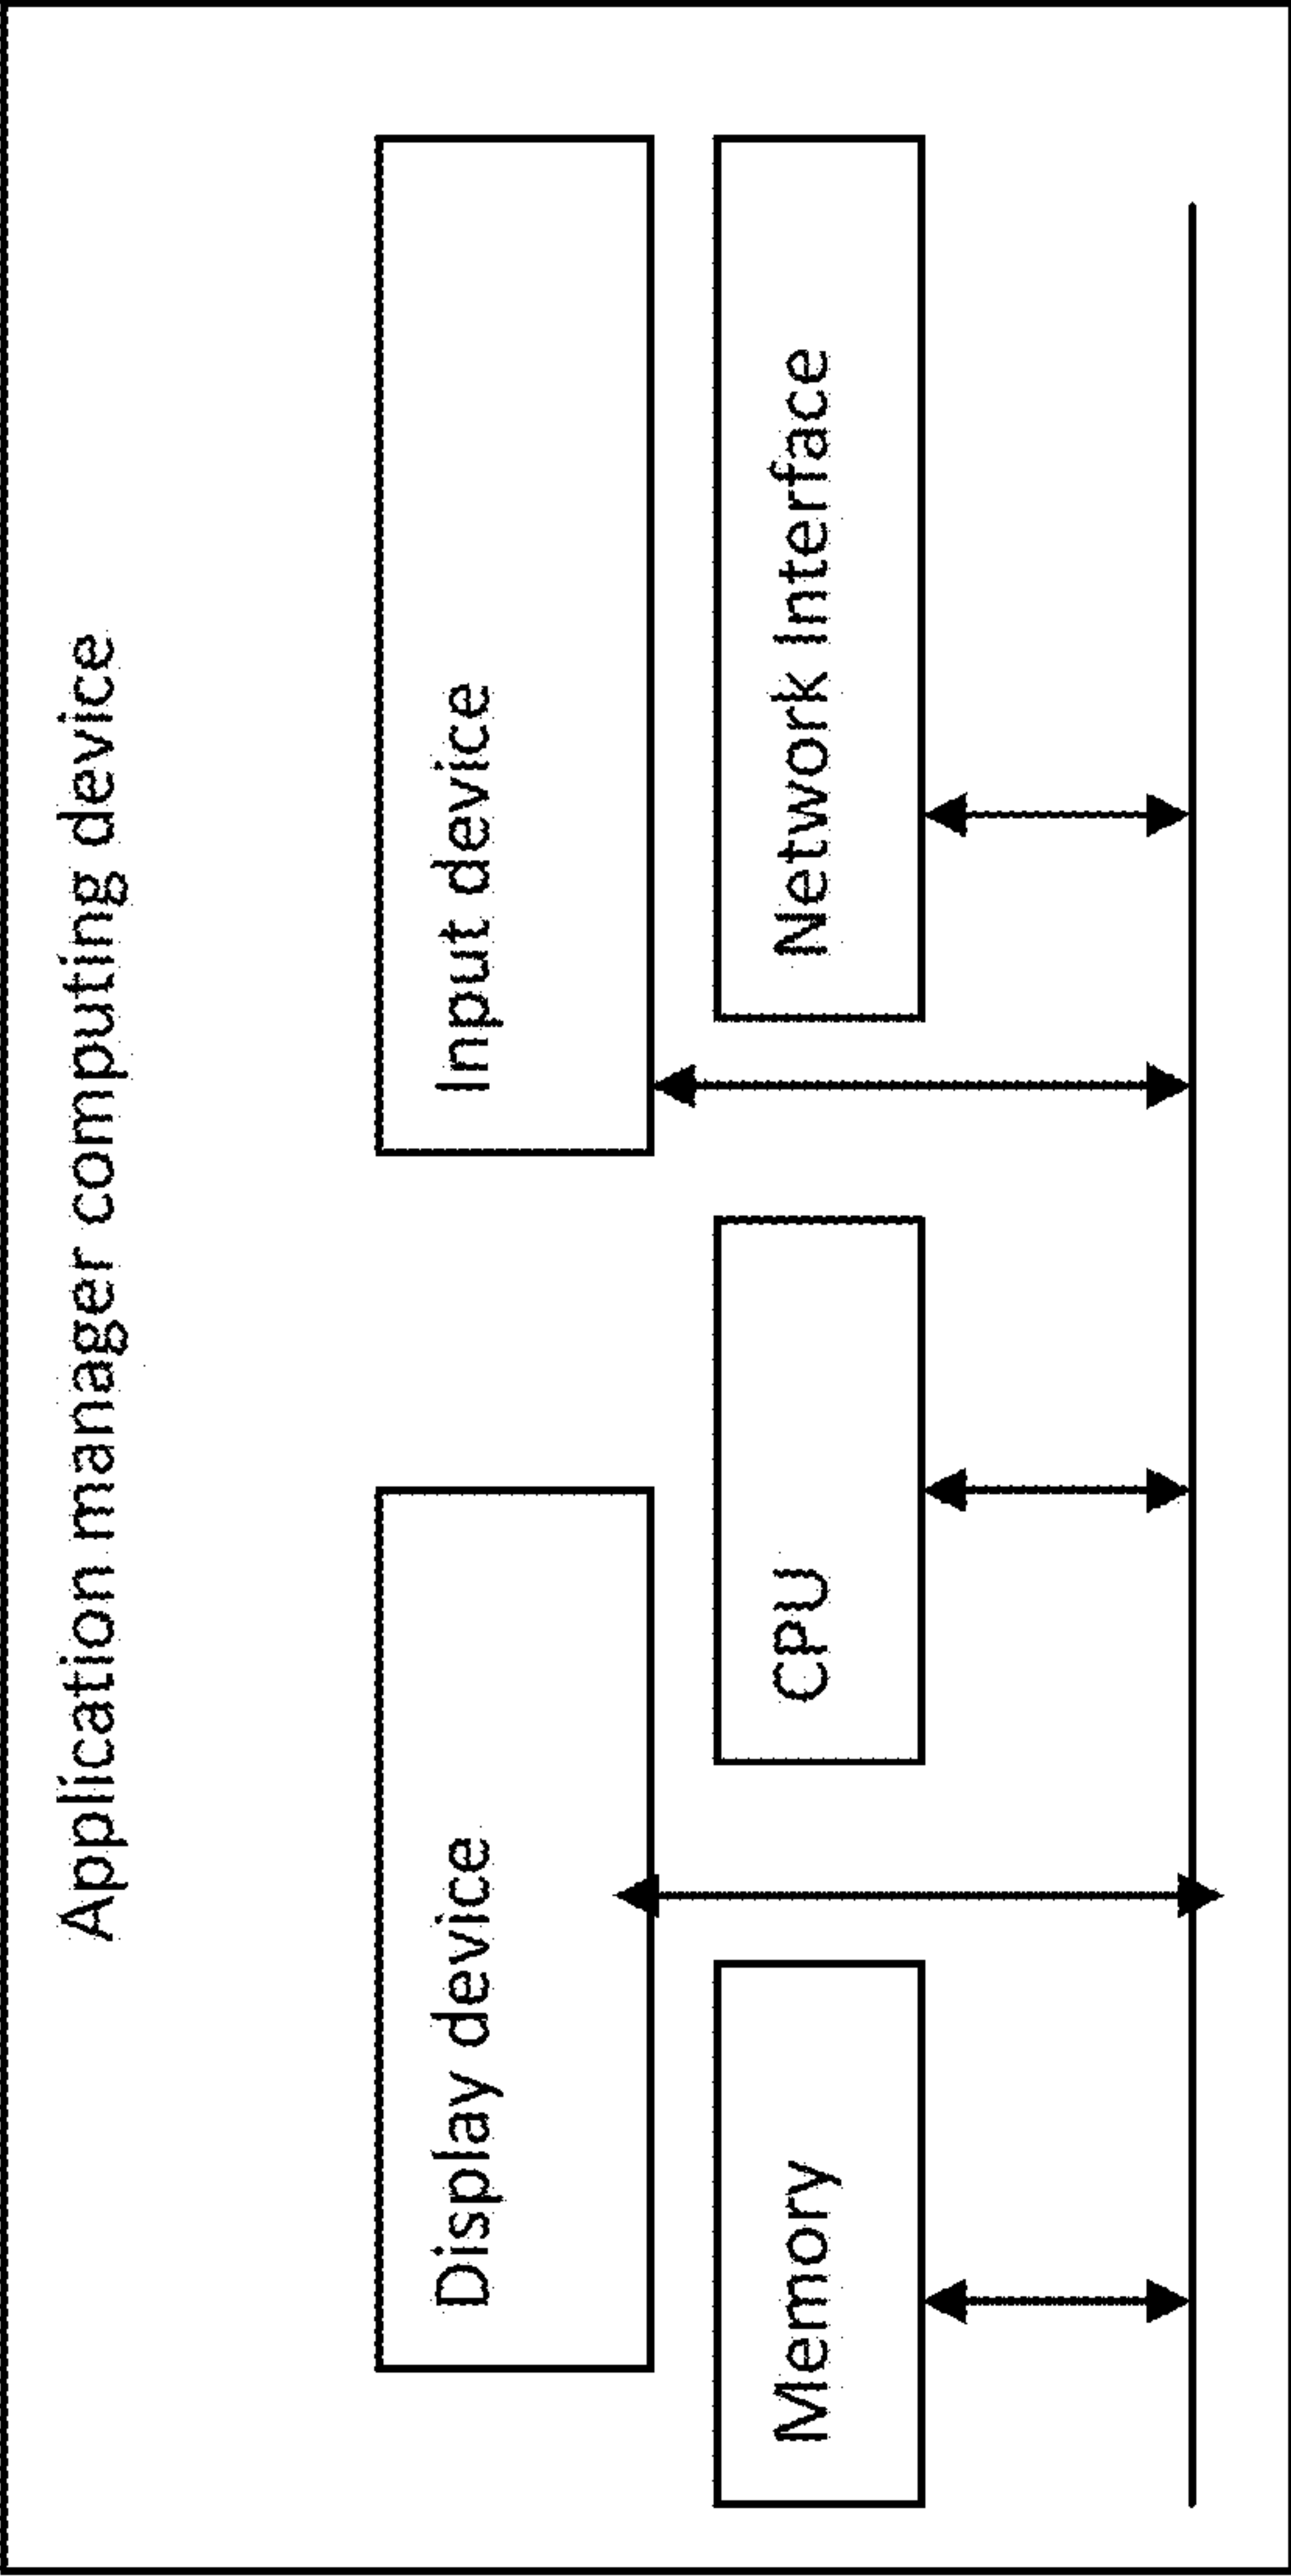 Application manager computing device
Display device
Input device
Memory
CPU
Network Interface